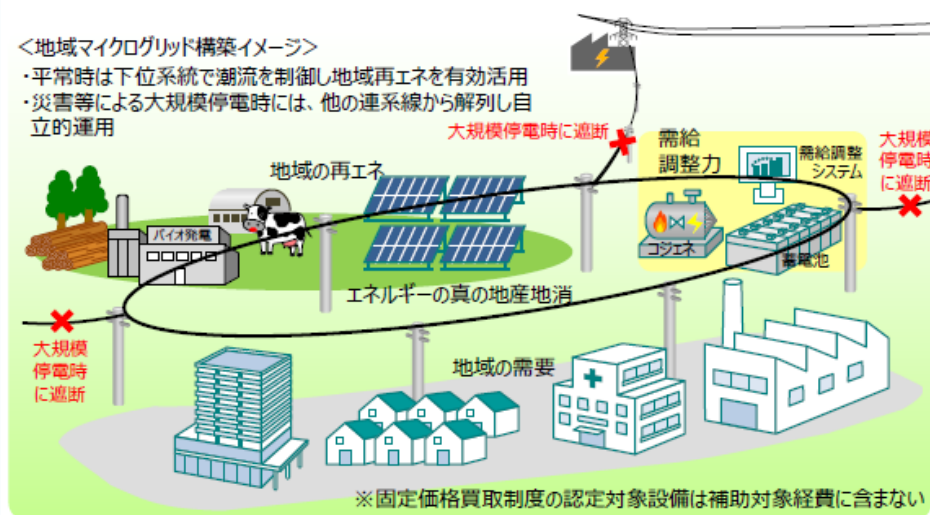 ＜地域マイクログリッド構築イメージ＞
・平常時は下位系統で潮流を制御し地域再エネを有効活用
・災害等による大規模停電時には、他の連系線から解列し自
立的運用
大規模停電時に遮断
需給
調整力
需給調整
システム
大規模
停電時
に遮断
地域の再エネ
バイオ発電
コジェネ
蓄電池
エネルギーの真の地産地消
大規模
停電時
に遮断
地域の需要
※固定価格買取制度の認定対象設備は補助対象経費に含まない